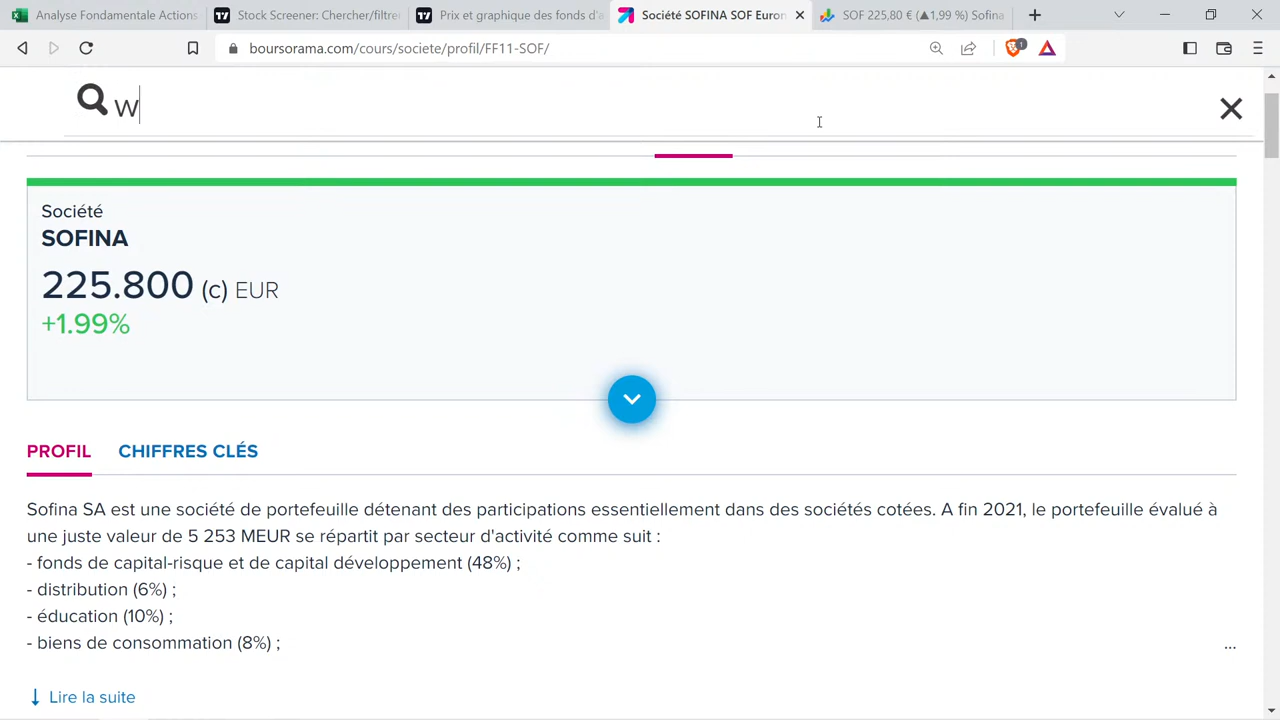 Analyse Fondamentale Actions
Stock Screener: Chercher/filtre
Prix et graphique des fonds d'a
Société SOFINA SOF Euron
SOF 225,80 € (▲1,99 %) Sofina
boursorama.com/cours/societe/profil/FF11-SOF/
1
W
Société
SOFINA
225.800 (c) EUR
+1.99%
PROFIL CHIFFRES CLÉS
Sofina SA est une société de portefeuille détenant des participations essentiellement dans des sociétés cotées. A fin 2021, le portefeuille évalué à
une juste valeur de 5 253 MEUR se répartit par secteur d'activité comme suit :
- fonds de capital-risque et de capital développement (48%) ;
- distribution (6%) ;
- éducation (10%) ;
- biens de consommation (8%) ; ...
Lire la suite